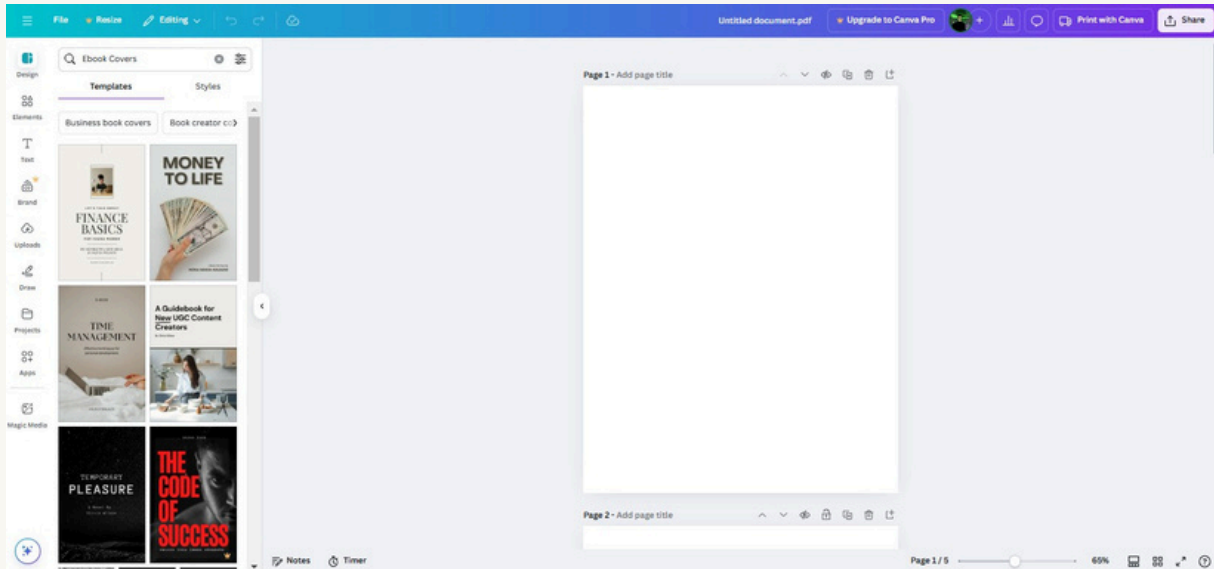 File Resize Editing Untitled document.pdf Upgrade to Canva Pro Print with Canva Share
Design
Elements
Text
Brand
Uploads
Draw
Projects
Apps
Magic Media
Ebook Covers
Templates Styles
Business book covers Book creator co
FINANCE
BASICS
MONEY
TO LIFE
TIME
MANAGEMENT
A Guidebook for
New UGC Content
Creators
TEMPORARY
PLEASURE
THE
CODE
OF
SUCCESS
Page 1 - Add page title
Page 2 - Add page title
Notes Timer
Page 1 / 5 65%